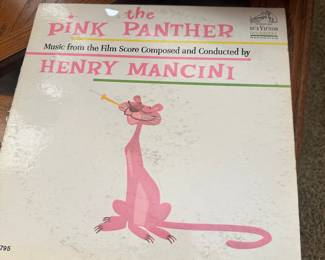 the
PINK PANTHER
Music from the Film Score Composed and Conducted by
HENRY MANCINI
RCA VICTOR
795